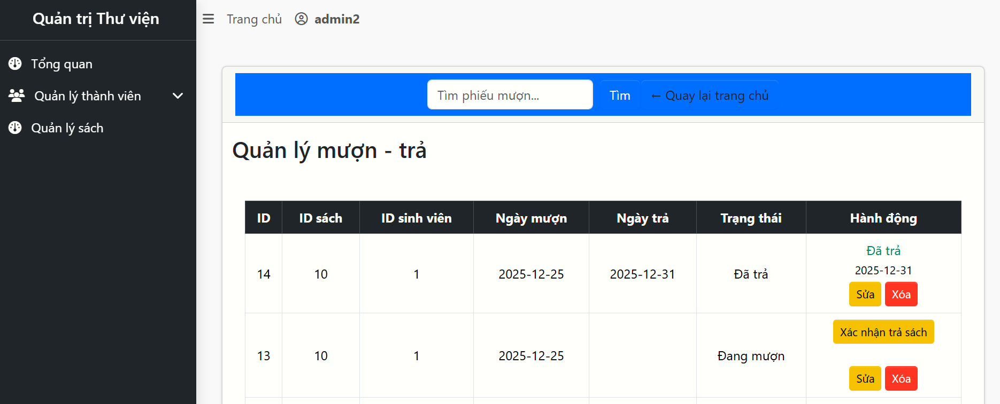 Quản trị Thư viện
Trang chủ admin2
Tổng quan
Quản lý thành viên
Quản lý sách
Tìm phiếu mượn... Tìm ← Quay lại trang chủ
Quản lý mượn - trả
ID ID sách ID sinh viên Ngày mượn Ngày trả Trạng thái Hành động
14 10 1 2025-12-25 2025-12-31 Đã trả Đã trả
2025-12-31
Sửa Xóa
13 10 1 2025-12-25 Đang mượn Xác nhận trả sách
Sửa Xóa